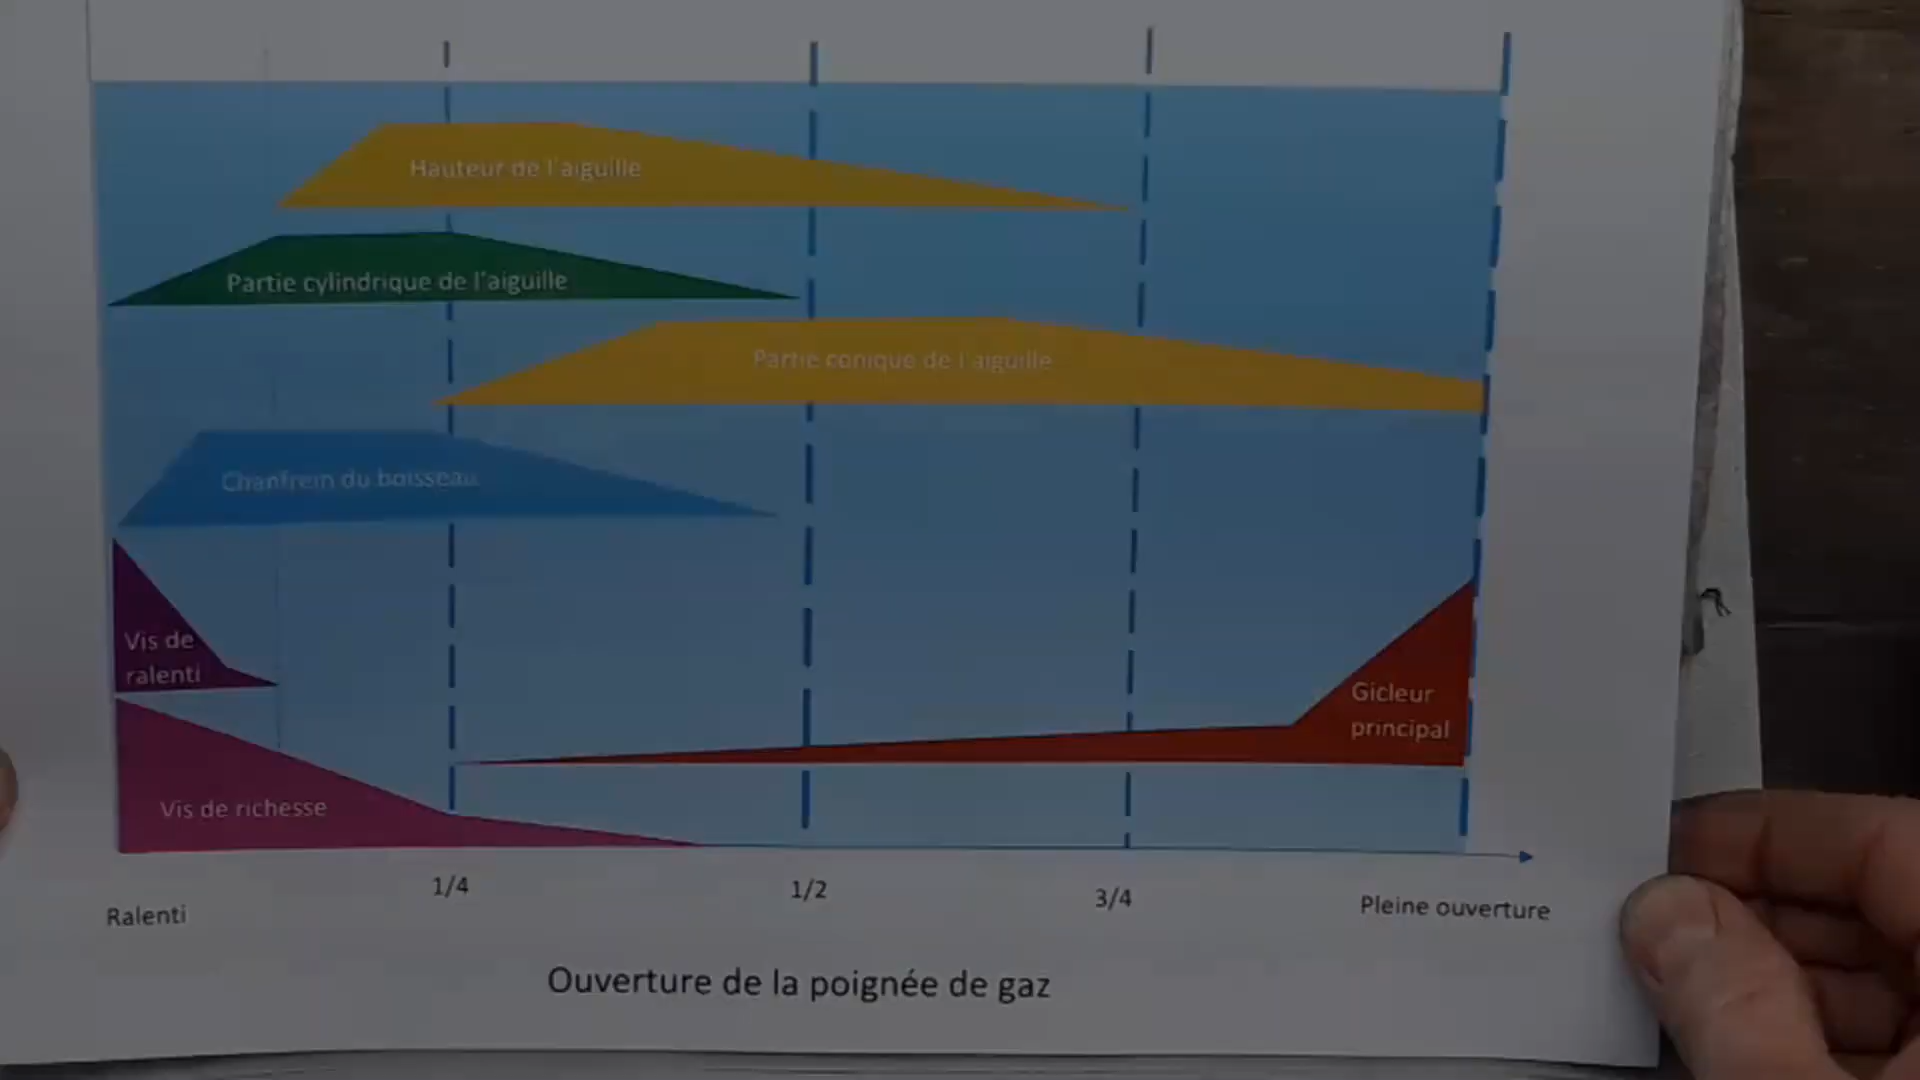 Hauteur de l'aiguille
Partie cylindrique de l'aiguille
Partie conique de l'aiguille
Chanfrein du boisseau
Vis de
ralenti
Gicleur
principal
Vis de richesse
Ralenti
1/4
1/2
3/4
Pleine ouverture
Ouverture de la poignée de gaz